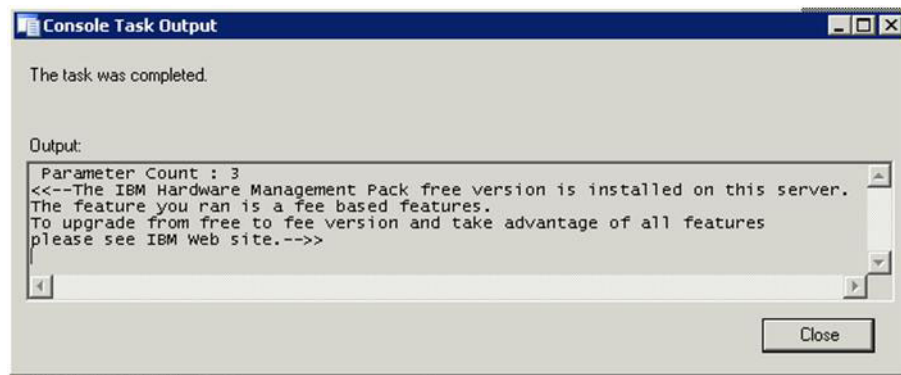 Console Task Output
The task was completed.
Output:
Parameter Count : 3
<<--The IBM Hardware Management Pack free version is installed on this server.
The feature you ran is a fee based features.
To upgrade from free to fee version and take advantage of all features
please see IBM Web site.-->>
Close